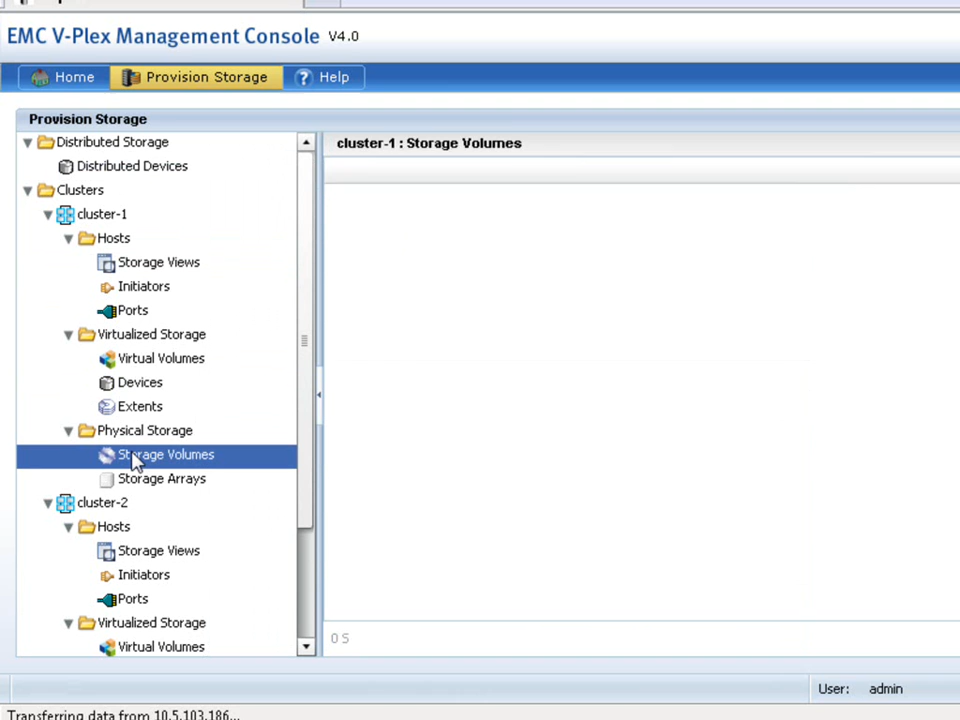 EMC V-Plex Management Console V4.0
Home Provision Storage ? Help
Provision Storage
Distributed Storage
Distributed Devices
Clusters
cluster-1
Hosts
Storage Views
Initiators
Ports
Virtualized Storage
Virtual Volumes
Devices
Extents
Physical Storage
Storage Volumes
Storage Arrays
cluster-2
Hosts
Storage Views
Initiators
Ports
Virtualized Storage
Virtual Volumes
cluster-1 : Storage Volumes
0 S
User: admin
Transferring data from 10.5.103.186...